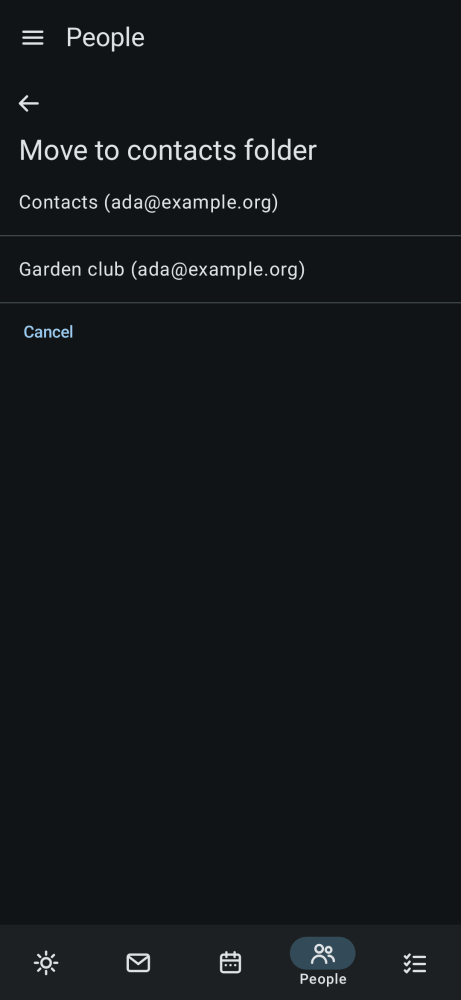 People
Move to contacts folder
Contacts (ada@example.org)
Garden club (ada@example.org)
Cancel
People